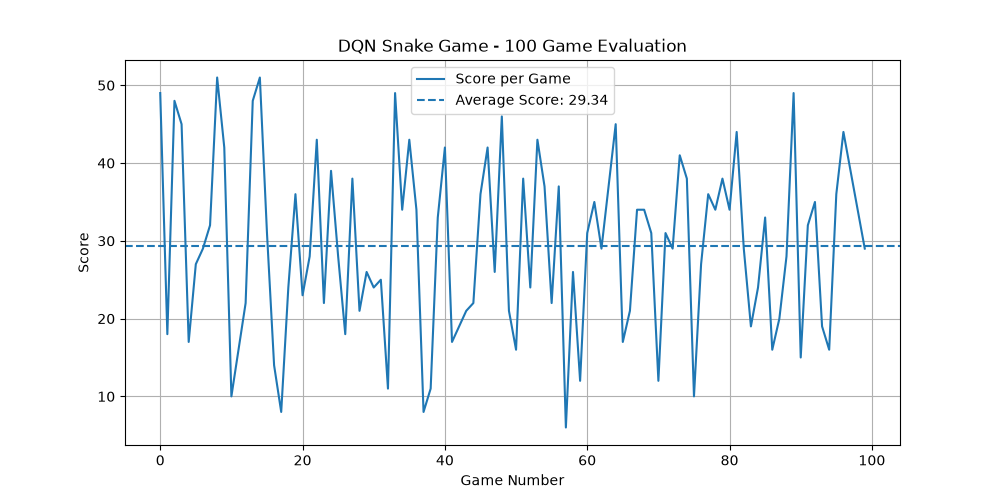 DQN Snake Game - 100 Game Evaluation
Score per Game
Average Score: 29.34
Score
50
40
30
20
10
0
20
40
60
80
100
Game Number